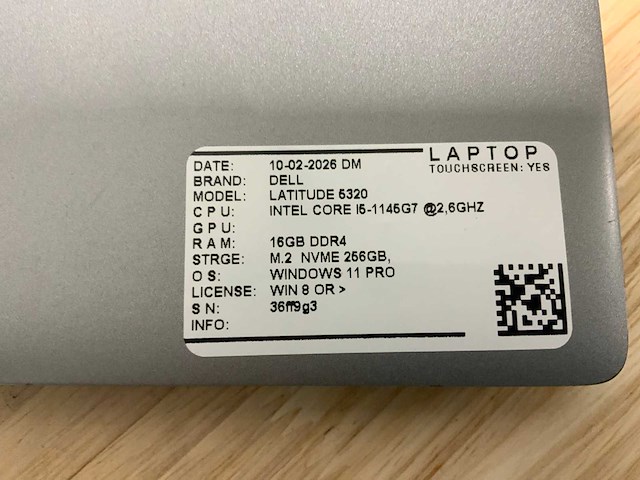 LAPTOP
TOUCHSCREEN: YES
DATE: 10-02-2026 DM
BRAND: DELL
MODEL: LATITUDE 5320
CPU: INTEL CORE I5-1145G7 @2,6GHZ
GPU:
RAM: 16GB DDR4
STRGE: M.2 NVME 256GB,
OS: WINDOWS 11 PRO
LICENSE: WIN 8 OR >
SN: 36ff9g3
INFO: